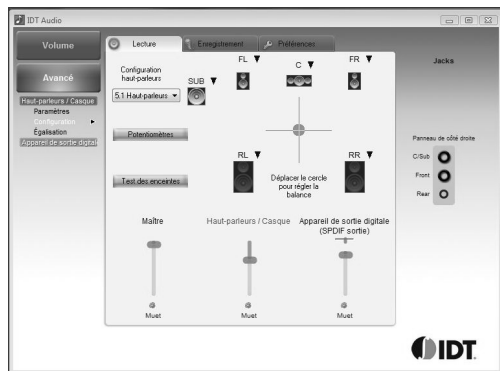 IDT Audio
Volume
Avancé
Haut-parleurs / Casque
Paramètres
Configuration
Égalisation
Appareil de sortie digital
Lecture
Enregistrement
Préférences
Configuration
haut-parleurs
5.1 Haut-parleurs
Potentiomètres
Test des enceintes
SUB
FL
C
FR
RL
RR
Déplacer le cercle
pour régler la
balance
Maître
Haut-parleurs / Casque
Appareil de sortie digitale
(SPDIF sortie)
Muet
Muet
Muet
Jacks
Panneau de côté droite
C/Sub
Front
Rear
IDT.